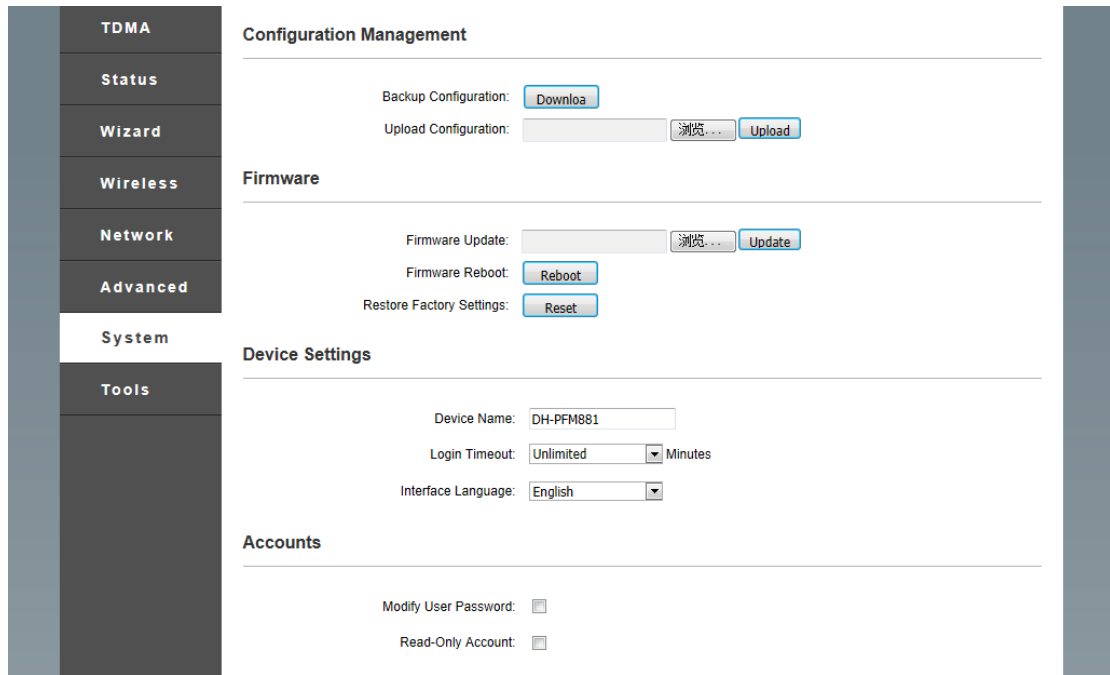 TDMA
Status
Wizard
Wireless
Network
Advanced
System
Tools
Configuration Management
Backup Configuration: Downloa
Upload Configuration: 浏览... Upload
Firmware
Firmware Update: 浏览... Update
Firmware Reboot: Reboot
Restore Factory Settings: Reset
Device Settings
Device Name: DH-PFM881
Login Timeout: Unlimited Minutes
Interface Language: English
Accounts
Modify User Password:
Read-Only Account: